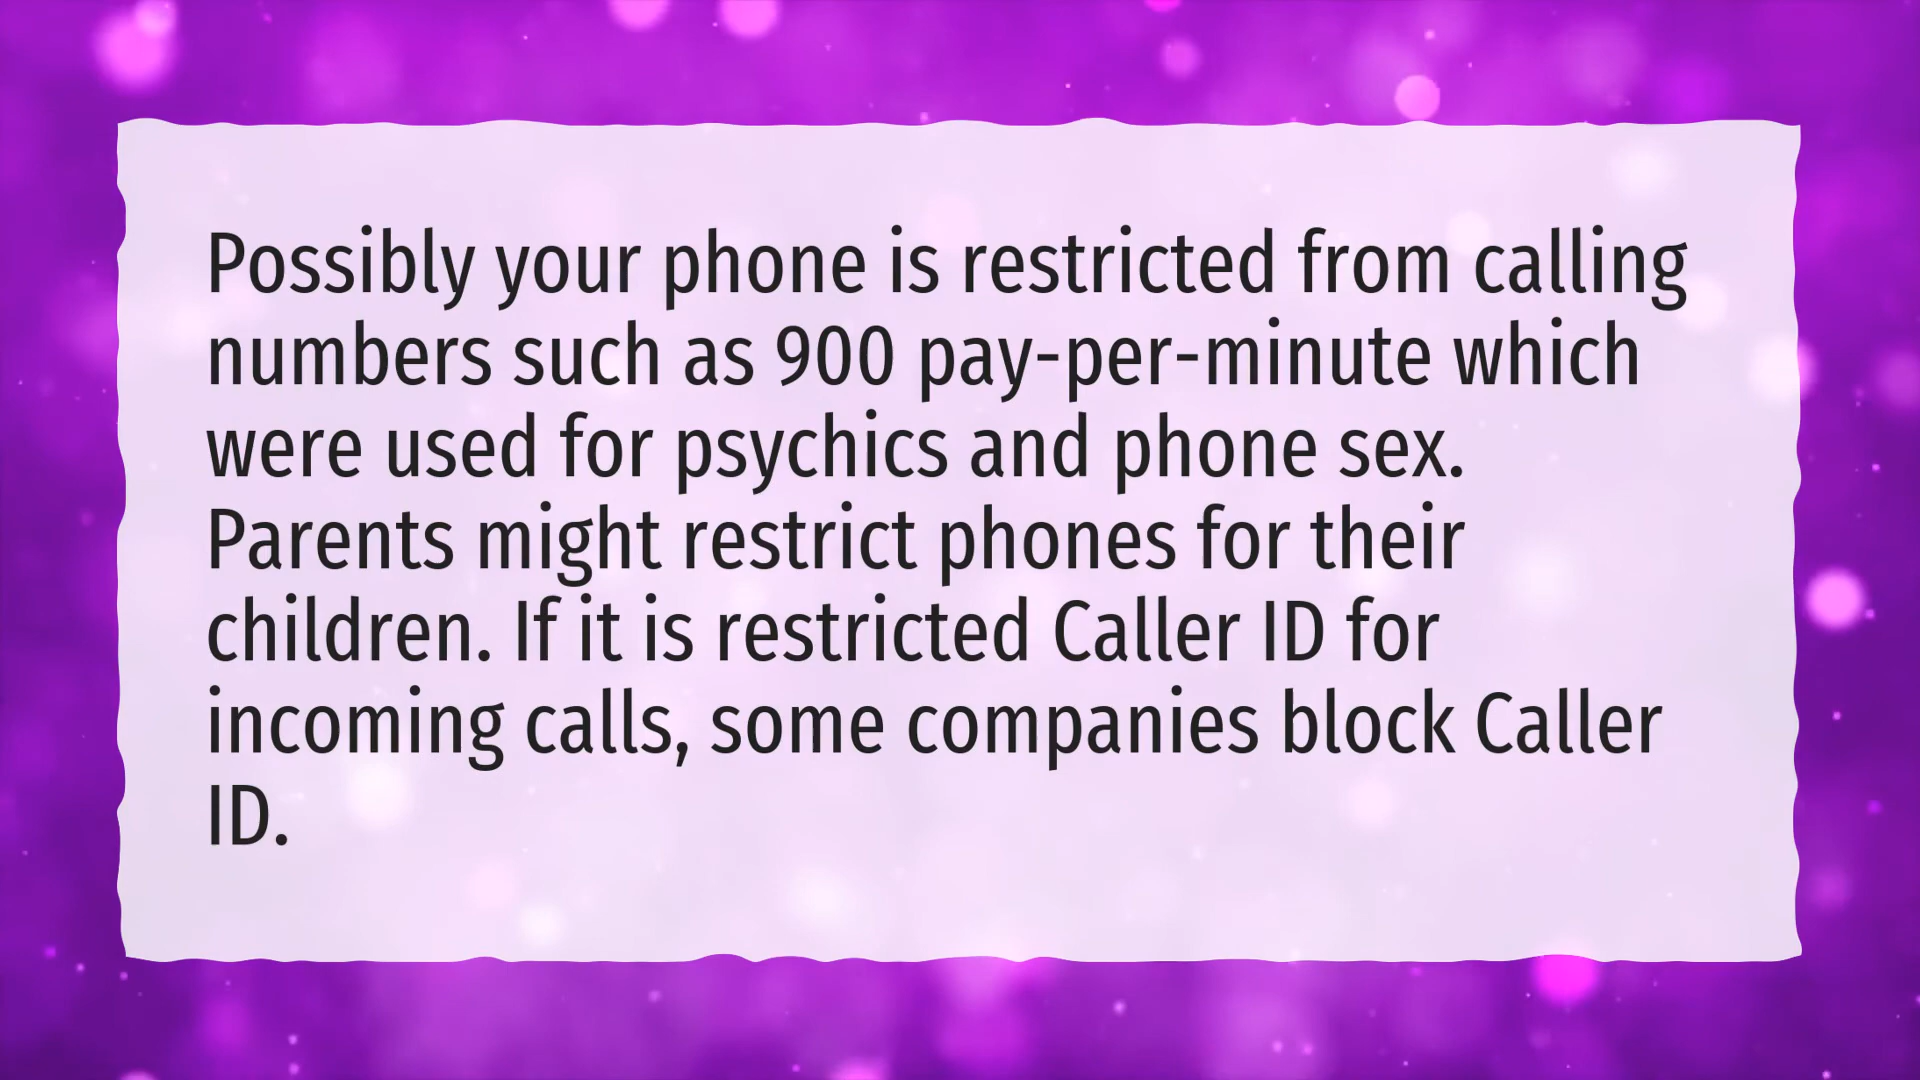 Possibly your phone is restricted from calling
numbers such as 900 pay-per-minute which
were used for psychics and phone sex.
Parents might restrict phones for their
children. If it is restricted Caller ID for
incoming calls, some companies block Caller
ID.